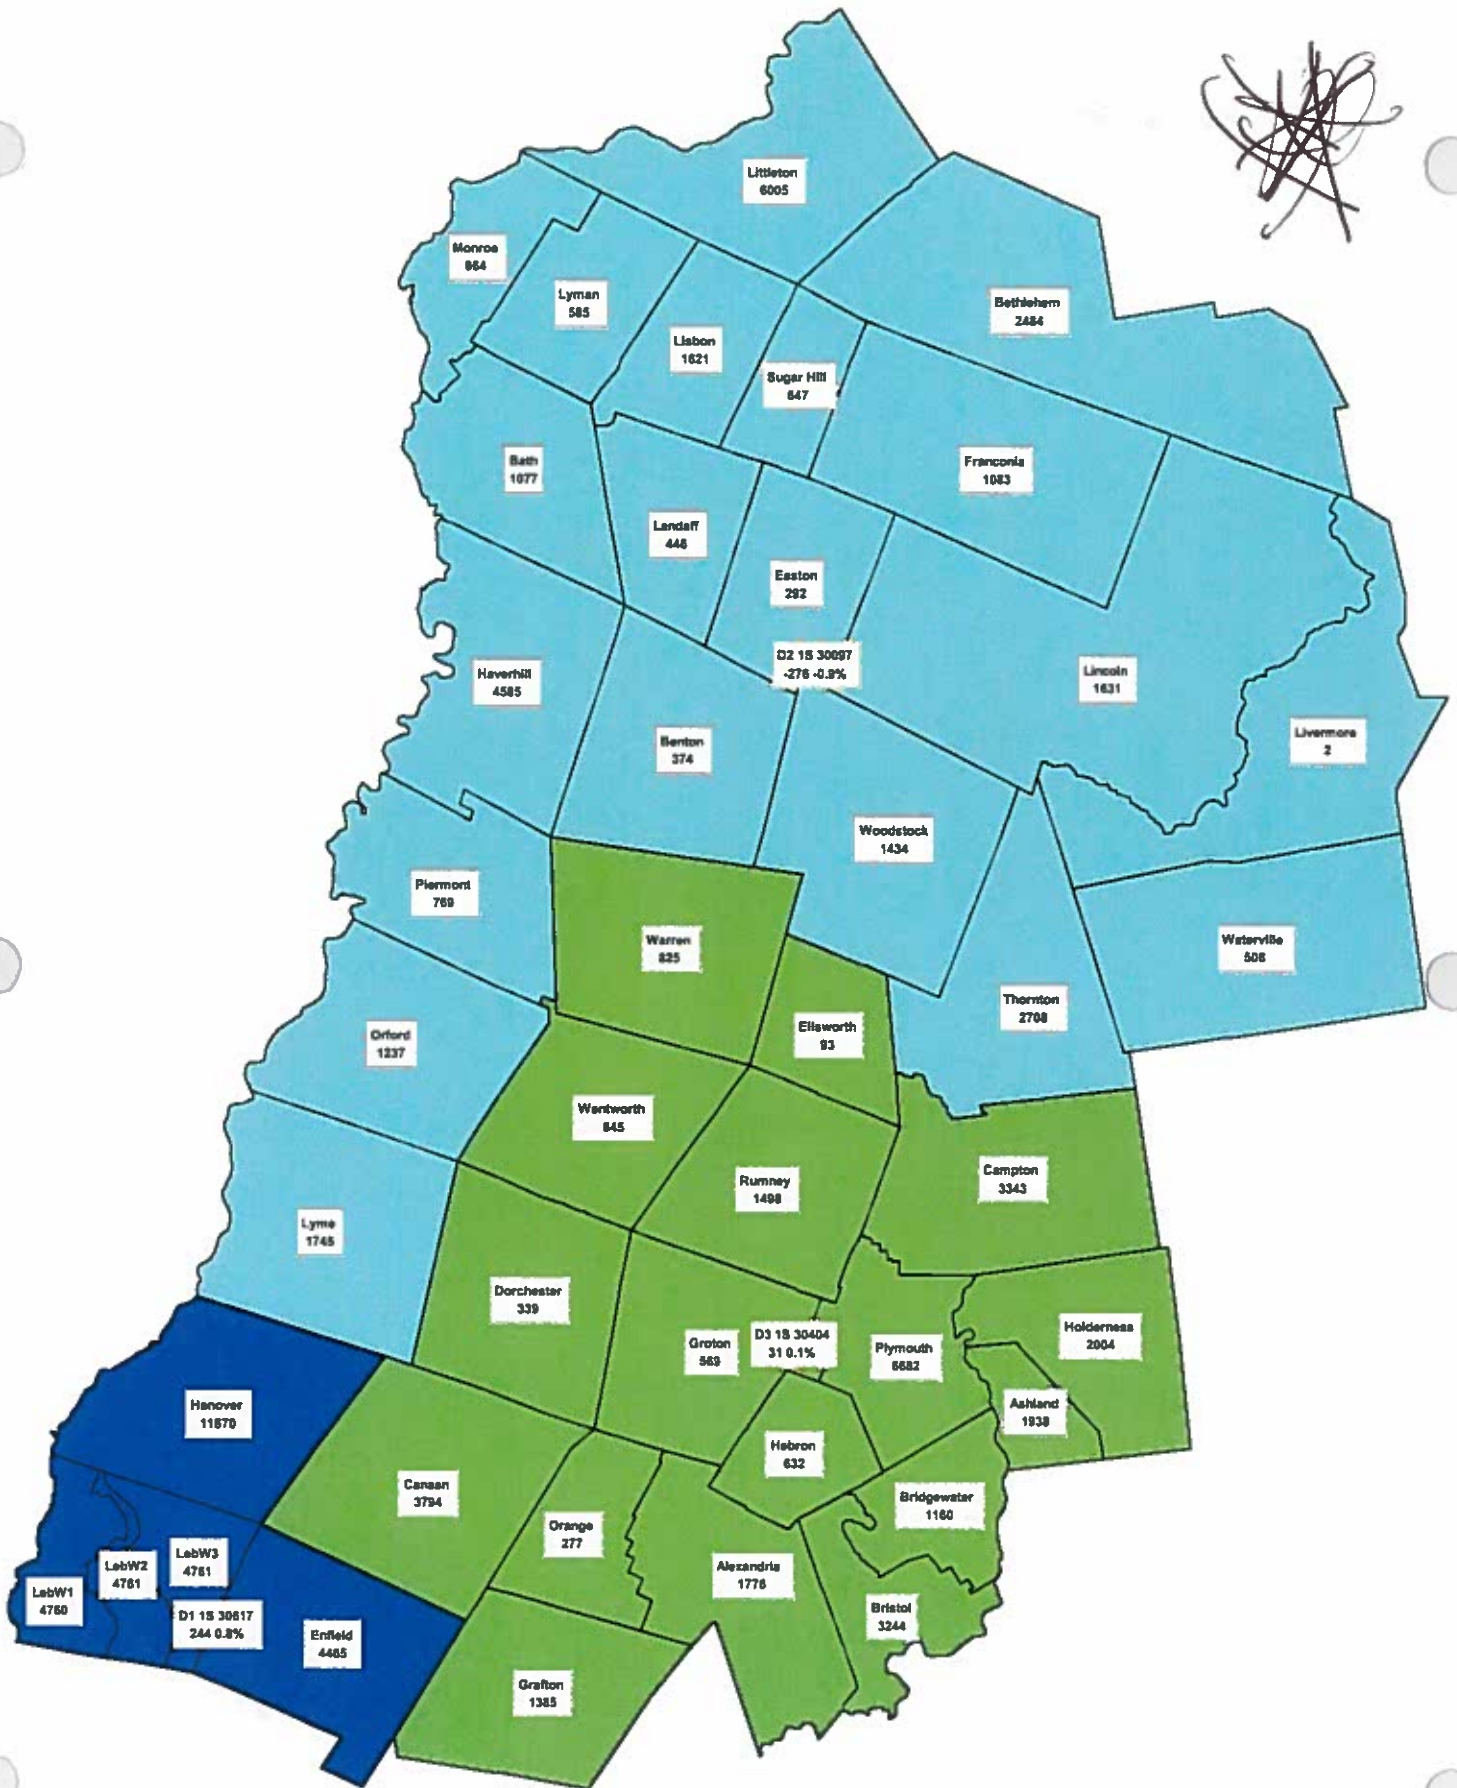 Littleton
6005
Monroe
864
Lyman
585
Bethlehem
2484
Lisbon
1621
Sugar Hill
647
Bath
1077
Franconia
1083
Landaff
446
Easton
292
D2 1S 30097
-276 -0.9%
Haverhill
4585
Lincoln
1631
Livermore
2
Benton
374
Woodstock
1434
Piermont
769
Warren
825
Waterville
508
Thornton
2708
Ellsworth
93
Orford
1237
Wentworth
845
Rumney
1498
Campton
3343
Lyme
1745
Dorchester
339
Groton
569
D3 1S 30404
31 0.1%
Plymouth
6682
Holderness
2004
Hanover
11870
Ashland
1938
Hebron
632
Canaan
3794
Bridgewater
1160
Orange
277
LebW1
4760
LebW2
4761
LebW3
4761
Alexandria
1776
D1 1S 30617
244 0.8%
Enfield
4465
Bristol
3244
Grafton
1385